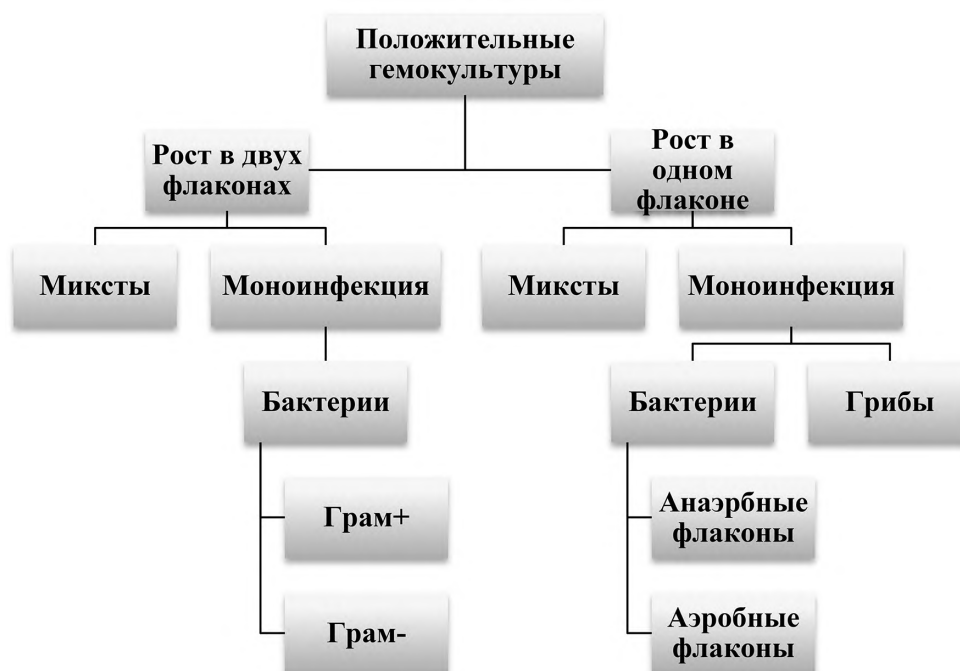 Положительные
гемокультуры
Рост в двух
флаконах
Рост в
одном
флаконе
Миксты
Моноинфекция
Миксты
Моноинфекция
Бактерии
Бактерии
Грибы
Грам+
Анаэрбные
флаконы
Грам-
Аэробные
флаконы